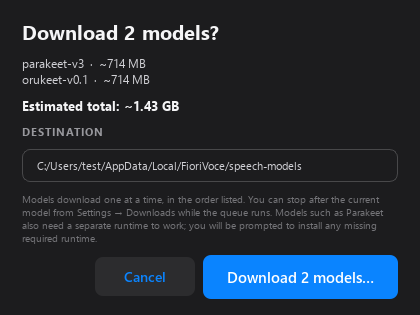 Download 2 models?
parakeet-v3 · ~714 MB
orukeet-v0.1 · ~714 MB
Estimated total: ~1.43 GB
DESTINATION
C:/Users/test/AppData/Local/FioriVoce/speech-models
Models download one at a time, in the order listed. You can stop after the current
model from Settings → Downloads while the queue runs. Models such as Parakeet
also need a separate runtime to work; you will be prompted to install any missing
required runtime.
Cancel
Download 2 models...